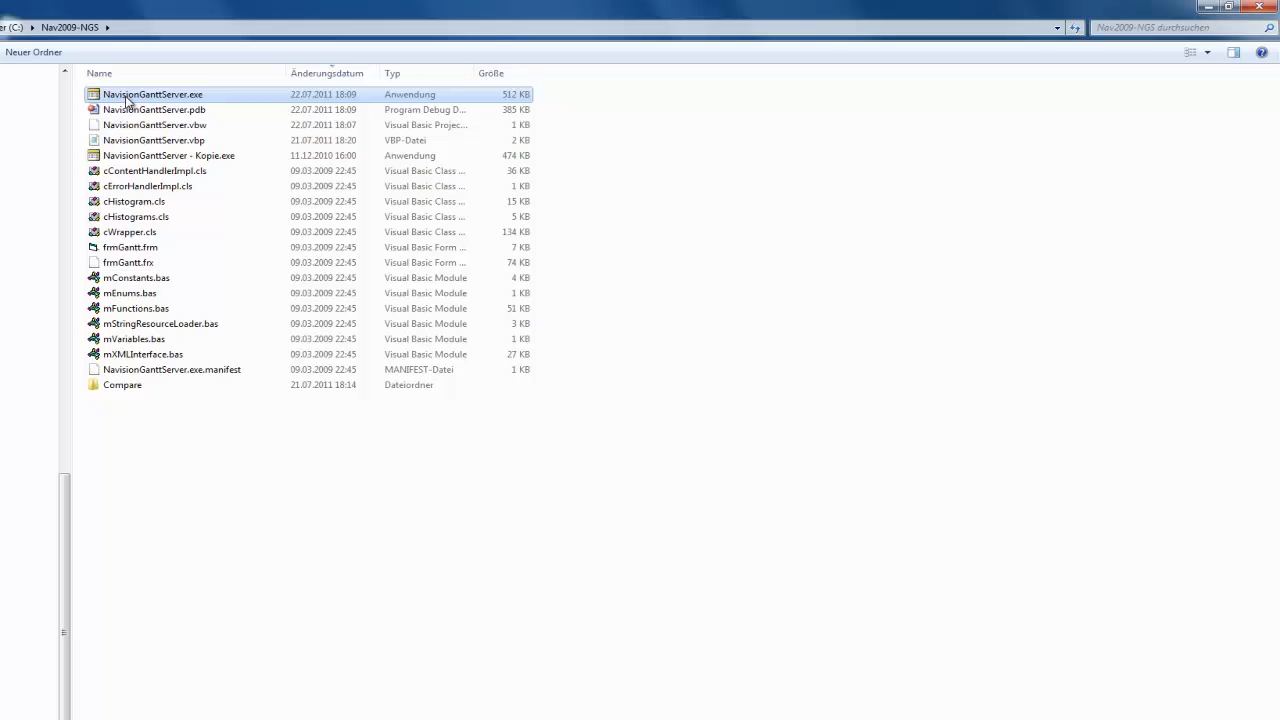 er (C:) ▸ Nav2009-NGS ▸ Nav2009-NGS durchsuchen
Neuer Ordner
Name Änderungsdatum Typ Größe
NavisionGanttServer.exe 22.07.2011 18:09 Anwendung 512 KB
NavisionGanttServer.pdb 22.07.2011 18:09 Program Debug D... 385 KB
NavisionGanttServer.vbw 22.07.2011 18:07 Visual Basic Projec... 1 KB
NavisionGanttServer.vbp 21.07.2011 18:20 VBP-Datei 2 KB
NavisionGanttServer - Kopie.exe 11.12.2010 16:00 Anwendung 474 KB
cContentHandlerImpl.cls 09.03.2009 22:45 Visual Basic Class ... 36 KB
cErrorHandlerImpl.cls 09.03.2009 22:45 Visual Basic Class ... 1 KB
cHistogram.cls 09.03.2009 22:45 Visual Basic Class ... 15 KB
cHistograms.cls 09.03.2009 22:45 Visual Basic Class ... 5 KB
cWrapper.cls 09.03.2009 22:45 Visual Basic Class ... 134 KB
frmGantt.frm 09.03.2009 22:45 Visual Basic Form ... 7 KB
frmGantt.frx 09.03.2009 22:45 Visual Basic Form ... 74 KB
mConstants.bas 09.03.2009 22:45 Visual Basic Module 4 KB
mEnums.bas 09.03.2009 22:45 Visual Basic Module 1 KB
mFunctions.bas 09.03.2009 22:45 Visual Basic Module 51 KB
mStringResourceLoader.bas 09.03.2009 22:45 Visual Basic Module 3 KB
mVariables.bas 09.03.2009 22:45 Visual Basic Module 1 KB
mXMLInterface.bas 09.03.2009 22:45 Visual Basic Module 27 KB
NavisionGanttServer.exe.manifest 09.03.2009 22:45 MANIFEST-Datei 1 KB
Compare 21.07.2011 18:14 Dateiordner